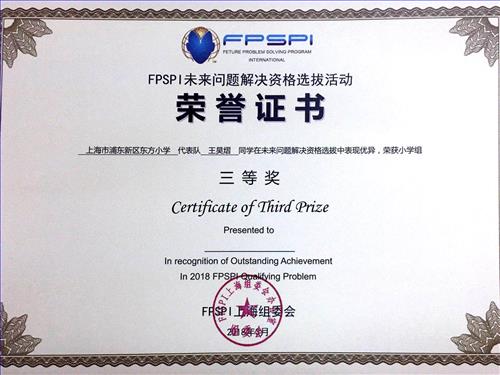 FPSPI
FETURE PROBLEM SOLVING PROGRAM
INTERNATIONAL
FPSPI未来问题解决资格选拔活动
荣誉证书
上海市浦东新区东方小学 代表队 王昊熠 同学在未来问题解决资格选拔中表现优异，荣获小学组
三等奖
Certificate of Third Prize
Presented to
In recognition of Outstanding Achievement
In 2018 FPSPI Qualifying Problem
FPSPI上海组委会